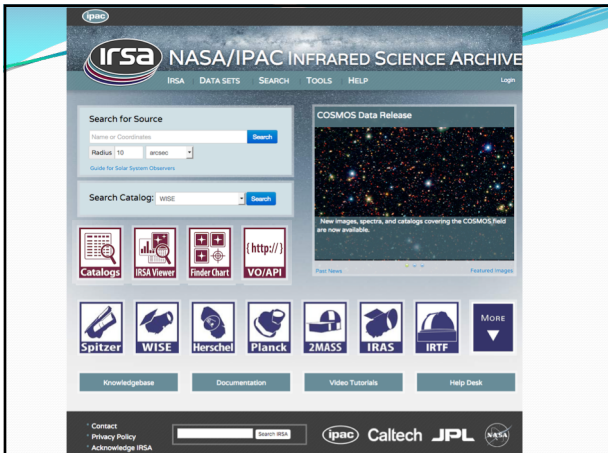 ipac
irsa NASA/IPAC INFRARED SCIENCE ARCHIVE
IRSA DATA SETS SEARCH TOOLS HELP Login
Search for Source
Name or Coordinates Search
Radius 10 arcsec
Guide for Solar System Observers
Search Catalog: WISE Search
COSMOS Data Release
New images, spectra, and catalogs covering the COSMOS field
are now available.
Past News Featured Images
Catalogs IRSA Viewer Finder Chart {http://} VO/API
Spitzer WISE Herschel Planck 2MASS IRAS IRTF MORE
Knowledgebase Documentation Video Tutorials Help Desk
Contact
Privacy Policy
Acknowledge IRSA
Search IRSA
ipac Caltech JPL NASA